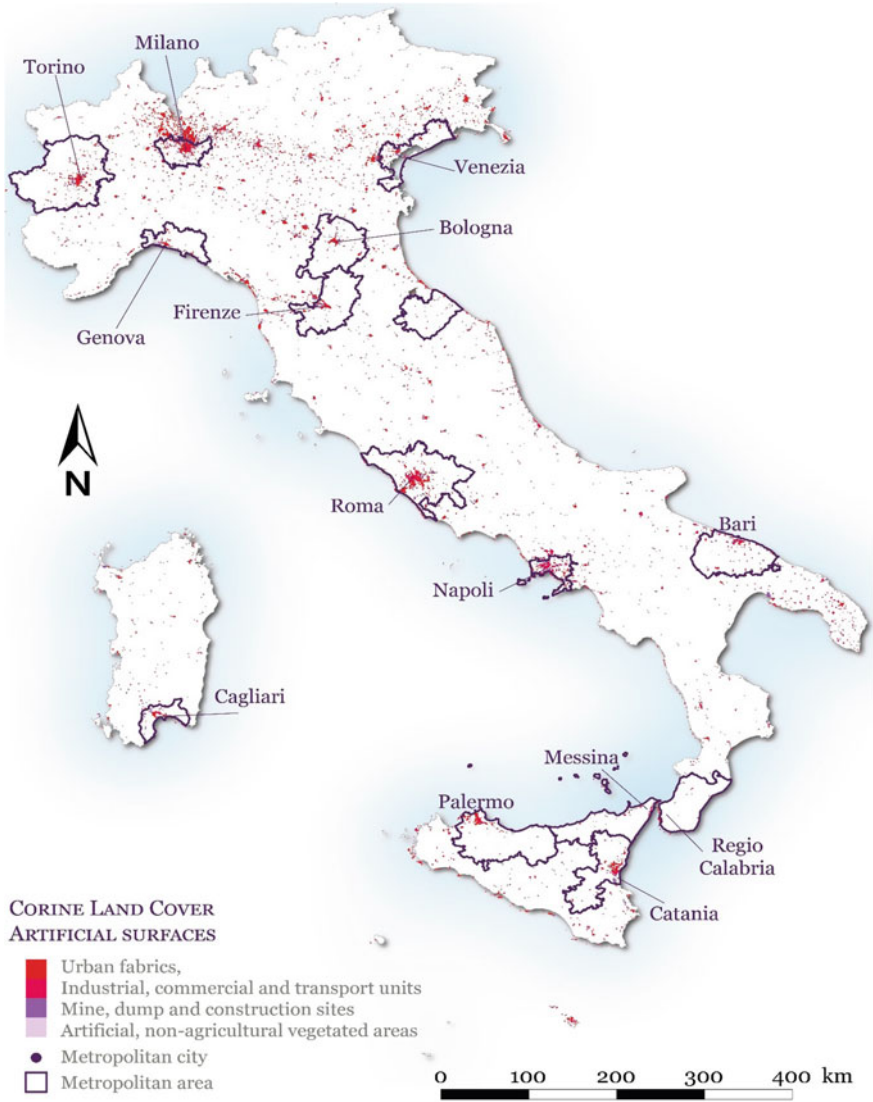 Milano
Torino
Venezia
Bologna
Firenze
Genova
N
Roma
Bari
Napoli
Cagliari
Messina
Palermo
Regio
Calabria
Catania
CORINE LAND COVER
ARTIFICIAL SURFACES
Urban fabrics,
Industrial, commercial and transport units
Mine, dump and construction sites
Artificial, non-agricultural vegetated areas
Metropolitan city
Metropolitan area
0 100 200 300 400 km